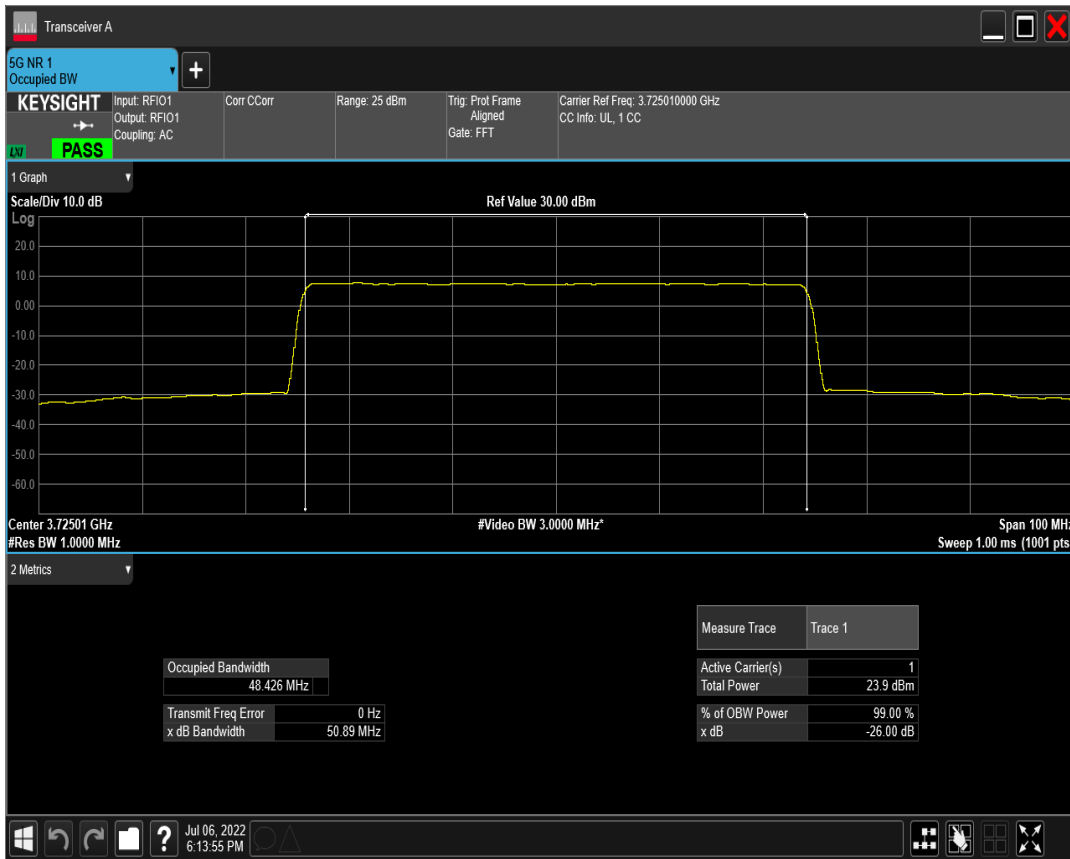 Transceiver A
5G NR 1
Occupied BW
KEYSIGHT
LXI
PASS
Input: RFIO1
Output: RFIO1
Coupling: AC
Corr CCorr
Range: 25 dBm
Trig: Prot Frame
Aligned
Gate: FFT
Carrier Ref Freq: 3.725010000 GHz
CC Info: UL, 1 CC
1 Graph
Scale/Div 10.0 dB
Ref Value 30.00 dBm
Log
20.0
10.0
0.00
-10.0
-20.0
-30.0
-40.0
-50.0
-60.0
Center 3.72501 GHz
#Video BW 3.0000 MHz*
Span 100 MHz
#Res BW 1.0000 MHz
Sweep 1.00 ms (1001 pts
2 Metrics
Measure Trace Trace 1
Occupied Bandwidth
48.426 MHz
Active Carrier(s) 1
Total Power 23.9 dBm
Transmit Freq Error 0 Hz
x dB Bandwidth 50.89 MHz
% of OBW Power 99.00 %
x dB -26.00 dB
Jul 06, 2022
6:13:55 PM